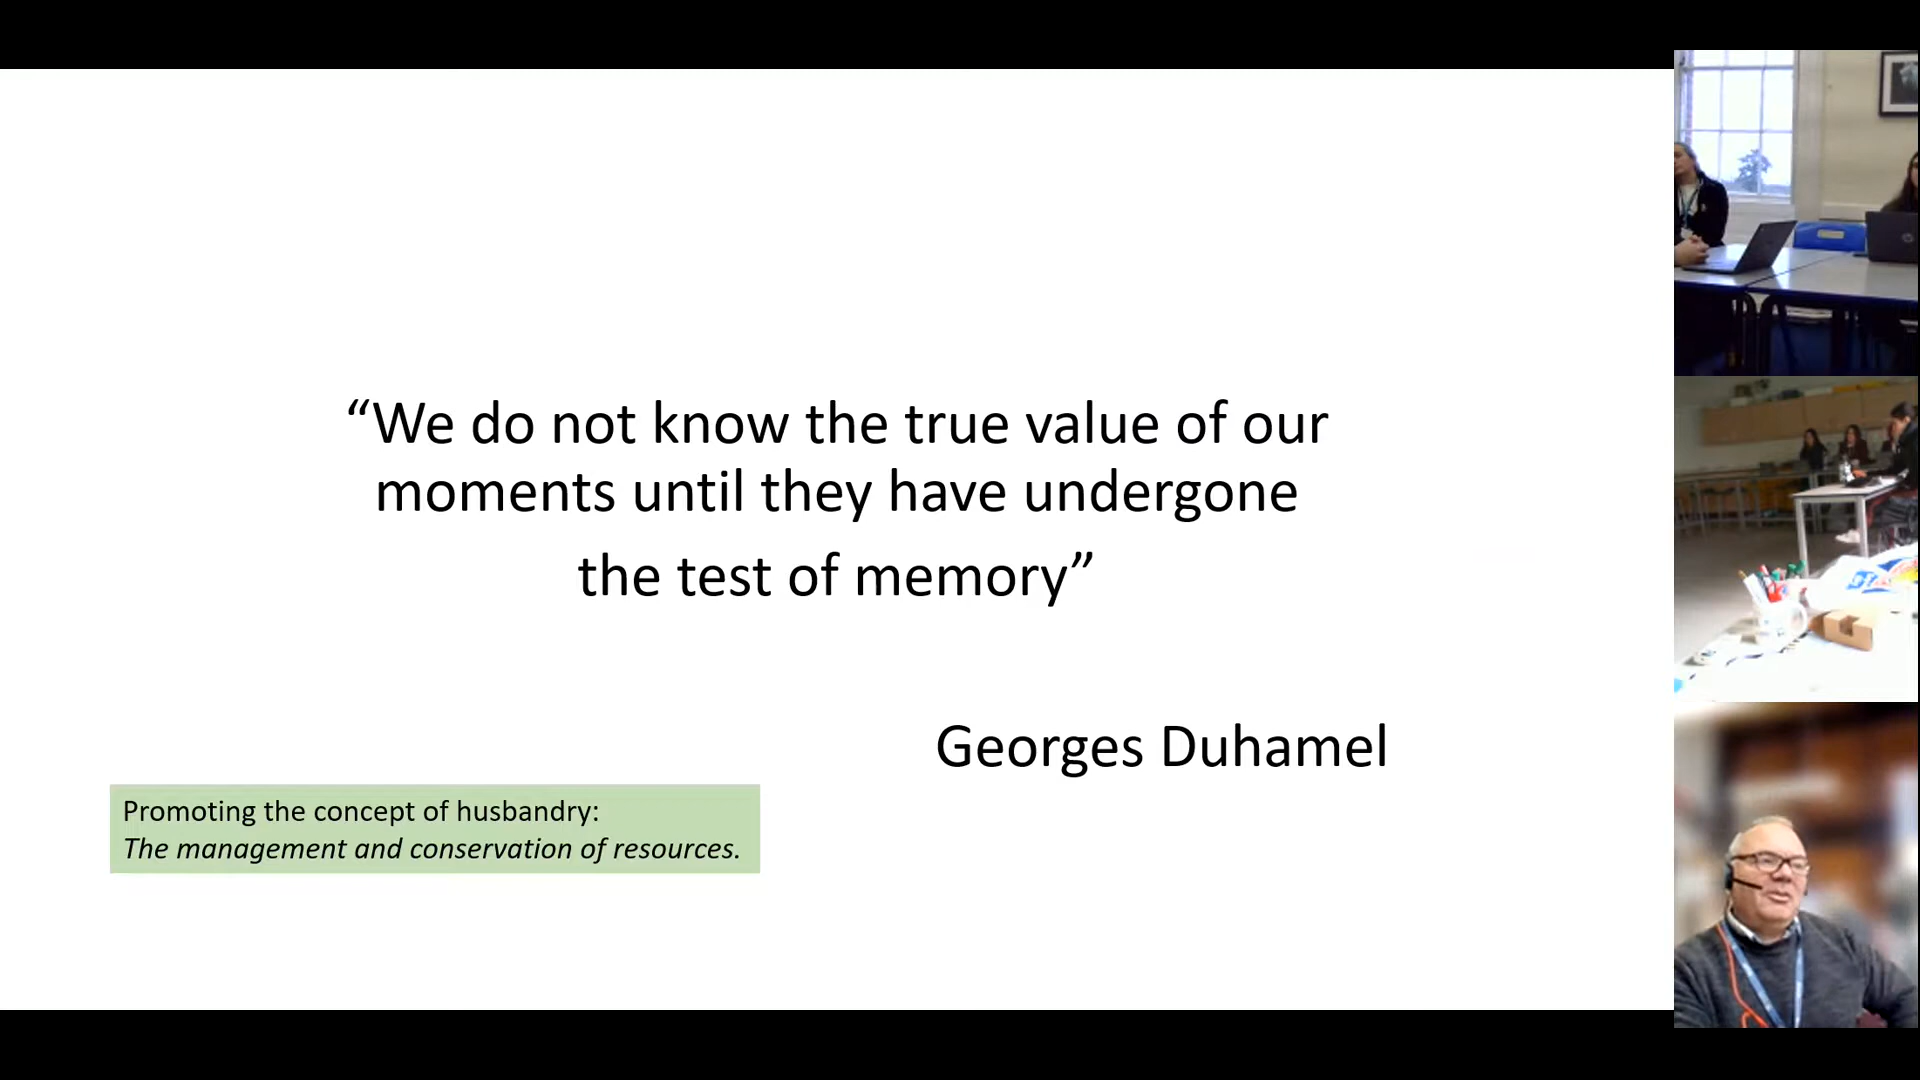 “We do not know the true value of our
moments until they have undergone
the test of memory”
Georges Duhamel
Promoting the concept of husbandry:
The management and conservation of resources.